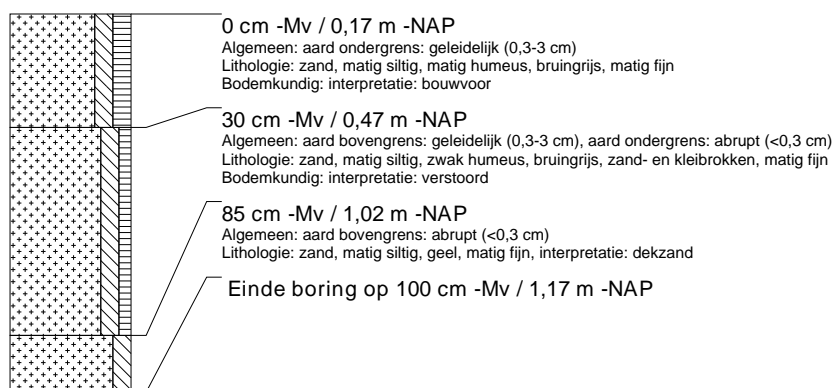 0 cm -Mv / 0,17 m -NAP
Algemeen: aard ondergrens: geleidelijk (0,3-3 cm)
Lithologie: zand, matig siltig, matig humeus, bruingrijs, matig fijn
Bodemkundig: interpretatie: bouwvoor
30 cm -Mv / 0,47 m -NAP
Algemeen: aard bovengrens: geleidelijk (0,3-3 cm), aard ondergrens: abrupt (<0,3 cm)
Lithologie: zand, matig siltig, zwak humeus, bruingrijs, zand- en kleibrokken, matig fijn
Bodemkundig: interpretatie: verstoord
85 cm -Mv / 1,02 m -NAP
Algemeen: aard bovengrens: abrupt (<0,3 cm)
Lithologie: zand, matig siltig, geel, matig fijn, interpretatie: dekzand
Einde boring op 100 cm -Mv / 1,17 m -NAP